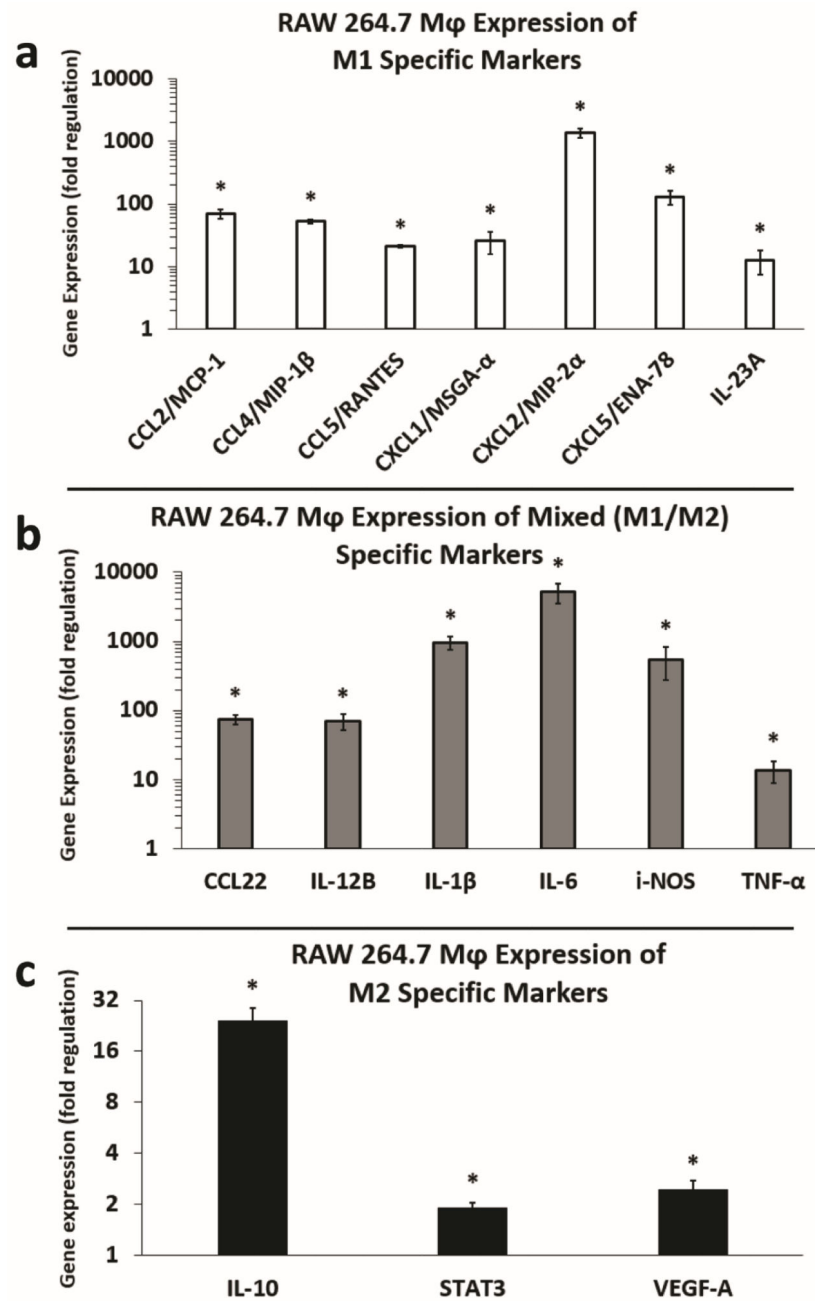 a
RAW 264.7 Mφ Expression of
M1 Specific Markers
Gene Expression (fold regulation)
10000
1000
100
10
1
*
*
*
*
*
*
*
CCL2/MCP-1
CCL4/MIP-1β
CCL5/RANTES
CXCL1/MSGA-α
CXCL2/MIP-2α
CXCL5/ENA-78
IL-23A
b
RAW 264.7 Mφ Expression of Mixed (M1/M2)
Specific Markers
Gene Expression (fold regulation)
10000
1000
100
10
1
*
*
*
*
*
*
CCL22 IL-12B IL-1β IL-6 i-NOS TNF-α
c
RAW 264.7 Mφ Expression of
M2 Specific Markers
Gene expression (fold regulation)
32
16
8
4
2
1
*
*
*
IL-10 STAT3 VEGF-A